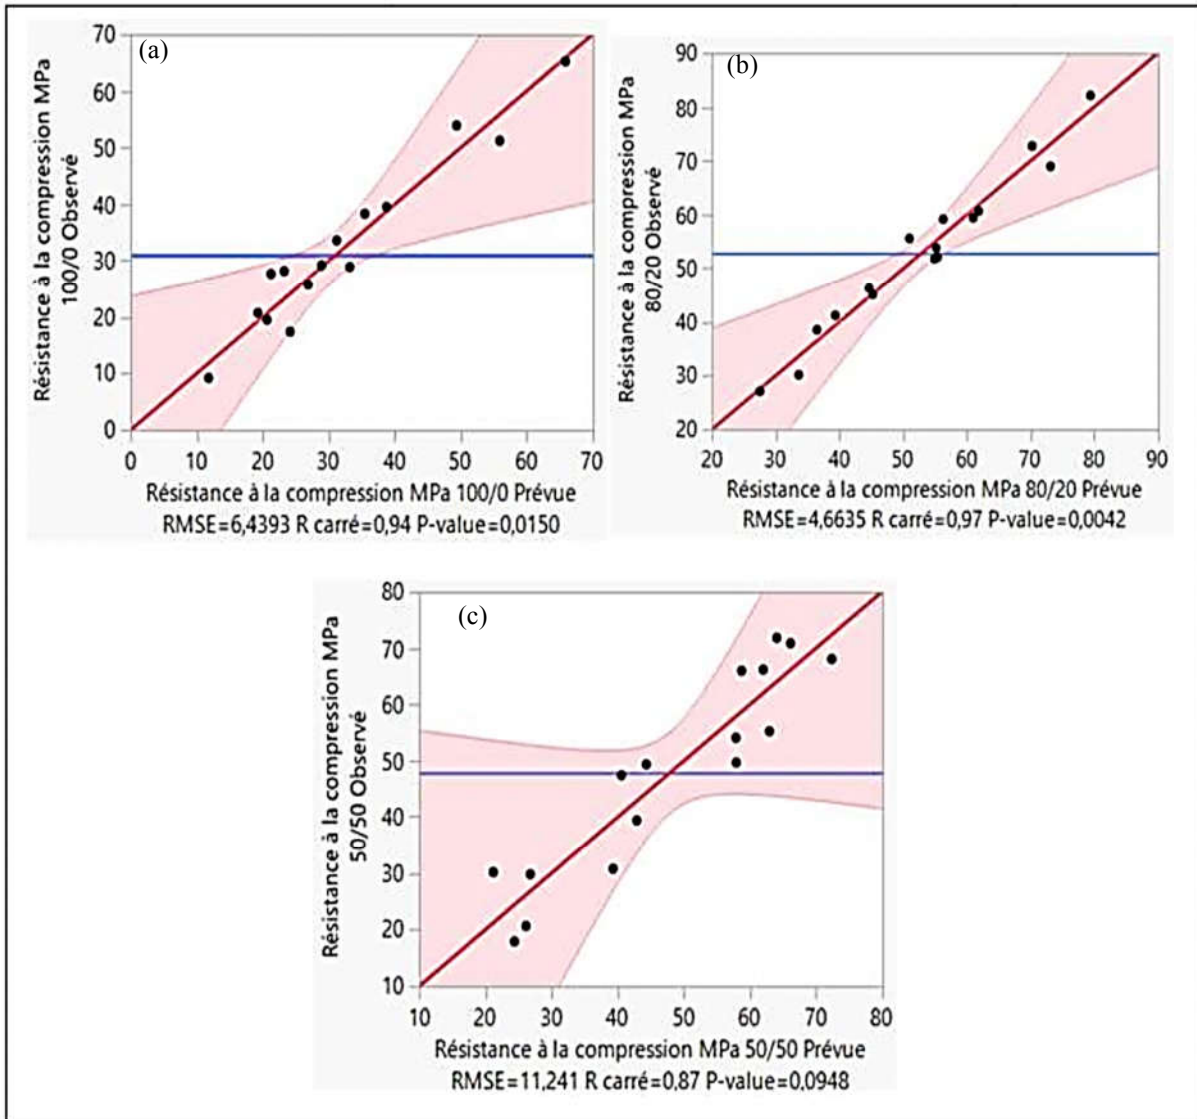 (a)
Résistance à la compression MPa
100/0 Observé
70
60
50
40
30
20
10
0
0 10 20 30 40 50 60 70
Résistance à la compression MPa 100/0 Prévue
RMSE=6,4393 R carré=0,94 P-value=0,0150
(b)
Résistance à la compression MPa
80/20 Observé
90
80
70
60
50
40
30
20
20 30 40 50 60 70 80 90
Résistance à la compression MPa 80/20 Prévue
RMSE=4,6635 R carré=0,97 P-value=0,0042
(c)
Résistance à la compression MPa
50/50 Observé
80
70
60
50
40
30
20
10
10 20 30 40 50 60 70 80
Résistance à la compression MPa 50/50 Prévue
RMSE=11,241 R carré=0,87 P-value=0,0948